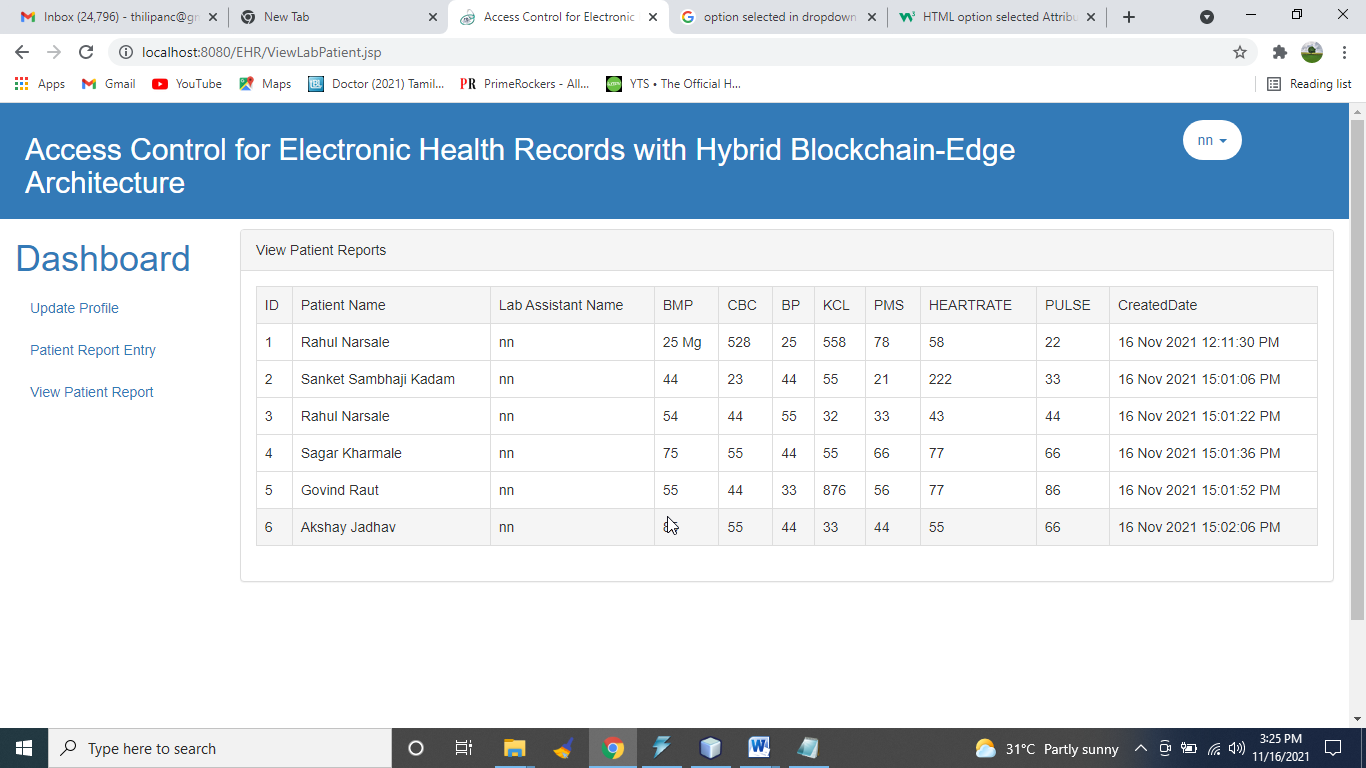 Inbox (24,796) - thilipanc@gm
New Tab
Access Control for Electronic
option selected in dropdown
HTML option selected Attribu
localhost:8080/EHR/ViewLabPatient.jsp
Apps Gmail YouTube Maps Doctor (2021) Tamil... PrimeRockers - All... YTS • The Official H... Reading list
Access Control for Electronic Health Records with Hybrid Blockchain-Edge
Architecture
nn
Dashboard
Update Profile
Patient Report Entry
View Patient Report
View Patient Reports
ID Patient Name Lab Assistant Name BMP CBC BP KCL PMS HEARTRATE PULSE CreatedDate
1 Rahul Narsale nn 25 Mg 528 25 558 78 58 22 16 Nov 2021 12:11:30 PM
2 Sanket Sambhaji Kadam nn 44 23 44 55 21 222 33 16 Nov 2021 15:01:06 PM
3 Rahul Narsale nn 54 44 55 32 33 43 44 16 Nov 2021 15:01:22 PM
4 Sagar Kharmale nn 75 55 44 55 66 77 66 16 Nov 2021 15:01:36 PM
5 Govind Raut nn 55 44 33 876 56 77 86 16 Nov 2021 15:01:52 PM
6 Akshay Jadhav nn 55 44 33 44 55 66 16 Nov 2021 15:02:06 PM
Type here to search
31°C Partly sunny
3:25 PM
11/16/2021